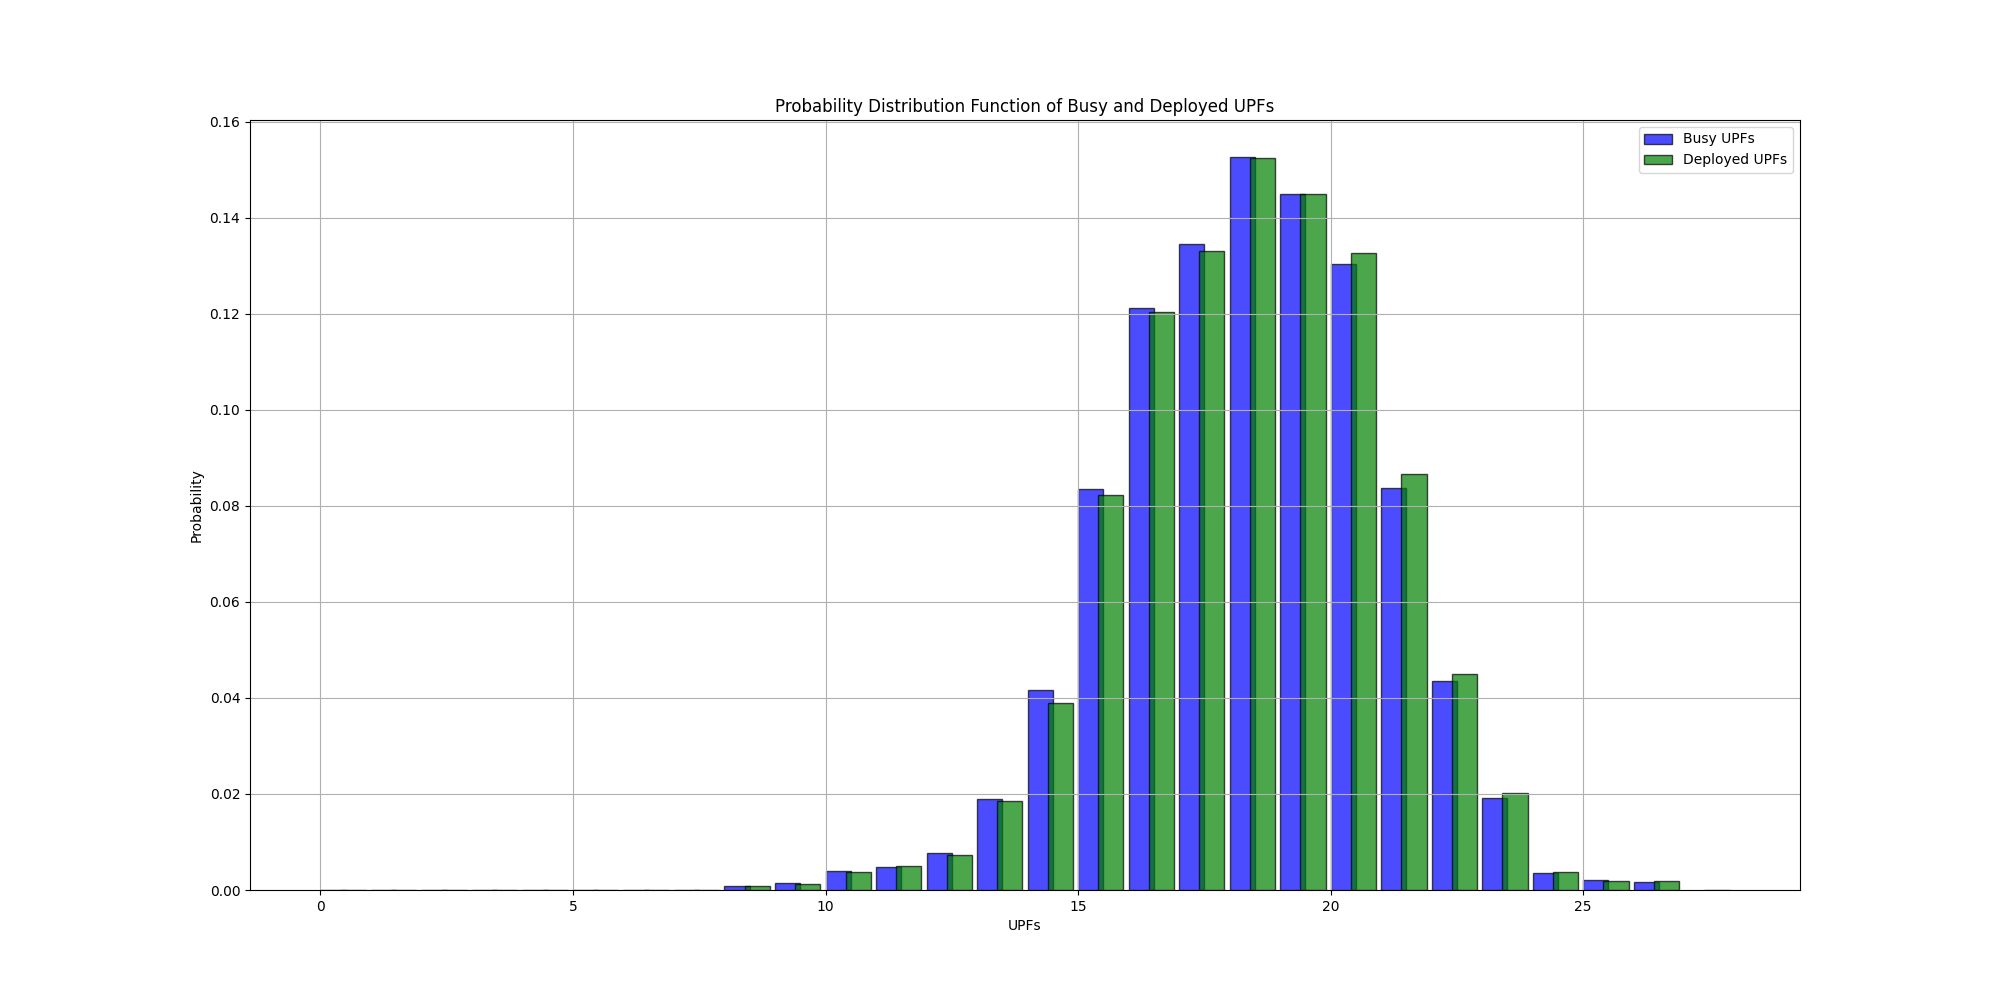 Probability Distribution Function of Busy and Deployed UPFs
Busy UPFs
Deployed UPFs
0.16
0.14
0.12
0.10
0.08
0.06
0.04
0.02
0.00
Probability
0 5 10 15 20 25
UPFs